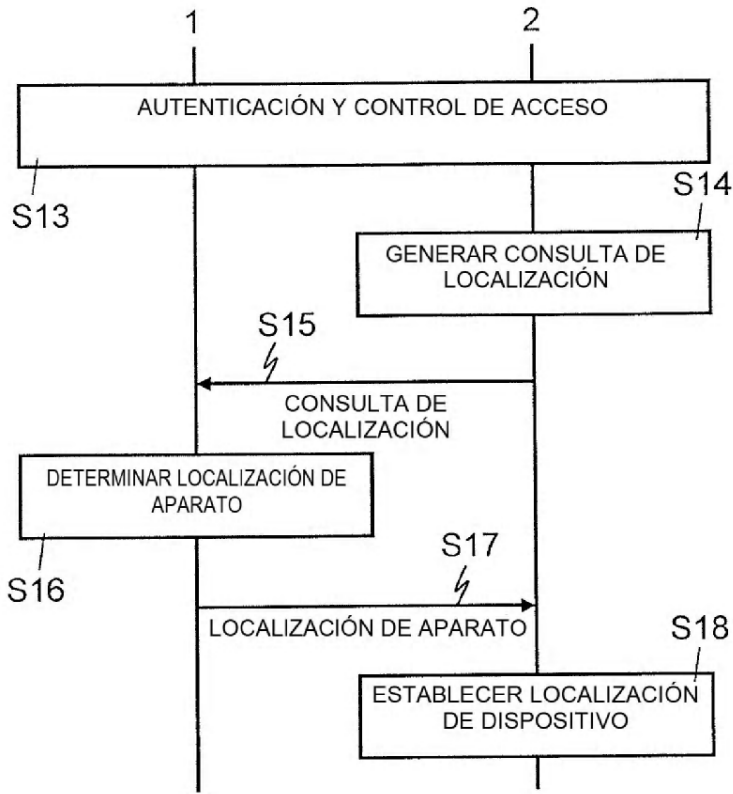 1
2
AUTENTICACIÓN Y CONTROL DE ACCESO
S13
S14
GENERAR CONSULTA DE
LOCALIZACIÓN
S15
CONSULTA DE
LOCALIZACIÓN
DETERMINAR LOCALIZACIÓN DE
APARATO
S16
S17
LOCALIZACIÓN DE APARATO
S18
ESTABLECER LOCALIZACIÓN
DE DISPOSITIVO